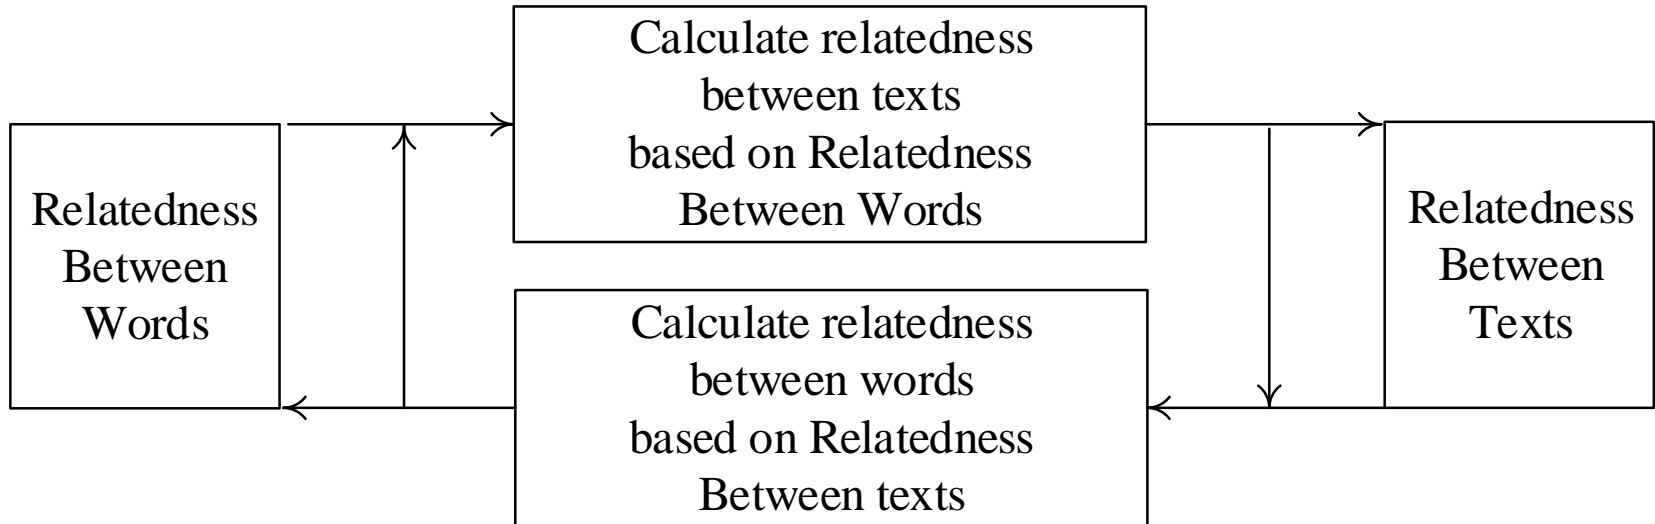 Calculate relatedness
between texts
based on Relatedness
Between Words
Relatedness
Between
Words
Relatedness
Between
Texts
Calculate relatedness
between words
based on Relatedness
Between texts